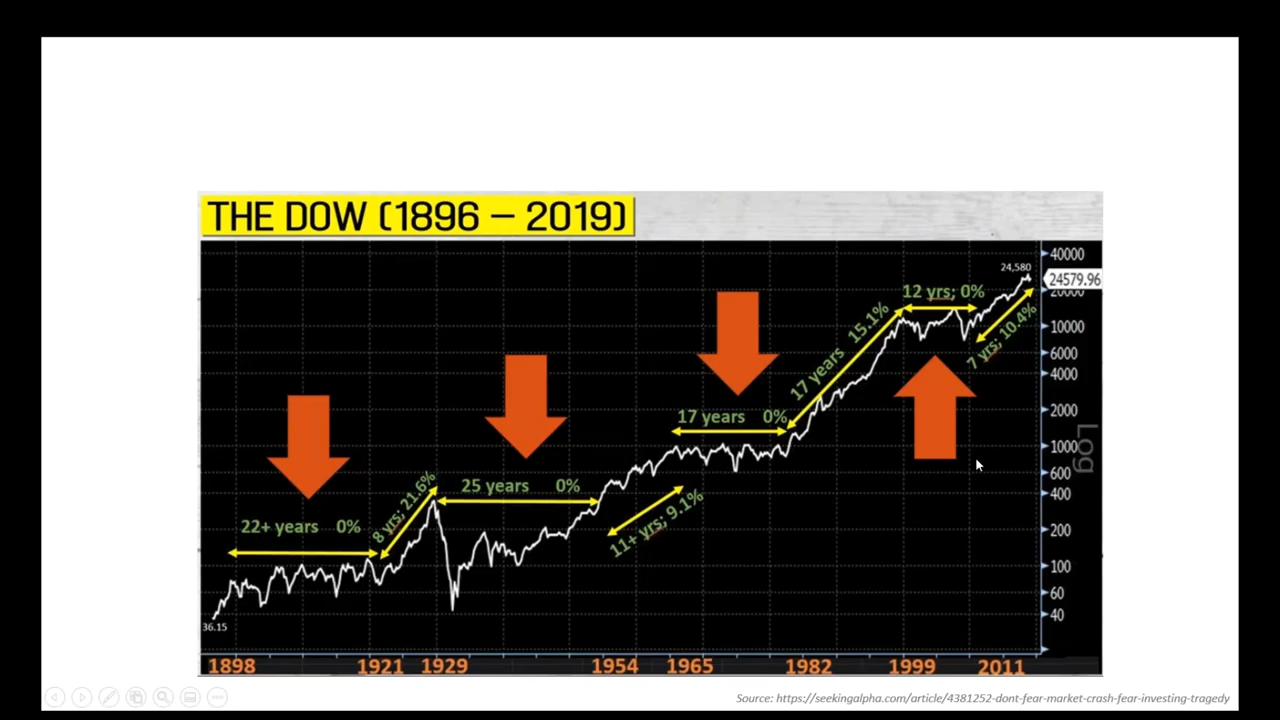 THE DOW (1896 – 2019)
40000
24,580
24579.96
20000
12 yrs; 0%
10000
7 yrs; 10.4%
6000
17 years 15.1%
4000
2000
17 years 0%
1000
Log
600
25 years 0%
400
8 yrs; 21.6%
11+ yrs; 9.1%
22+ years 0%
200
100
60
40
36.15
1898 1921 1929 1954 1965 1982 1999 2011
Source: https://seekingalpha.com/article/4381252-dont-fear-market-crash-fear-investing-tragedy